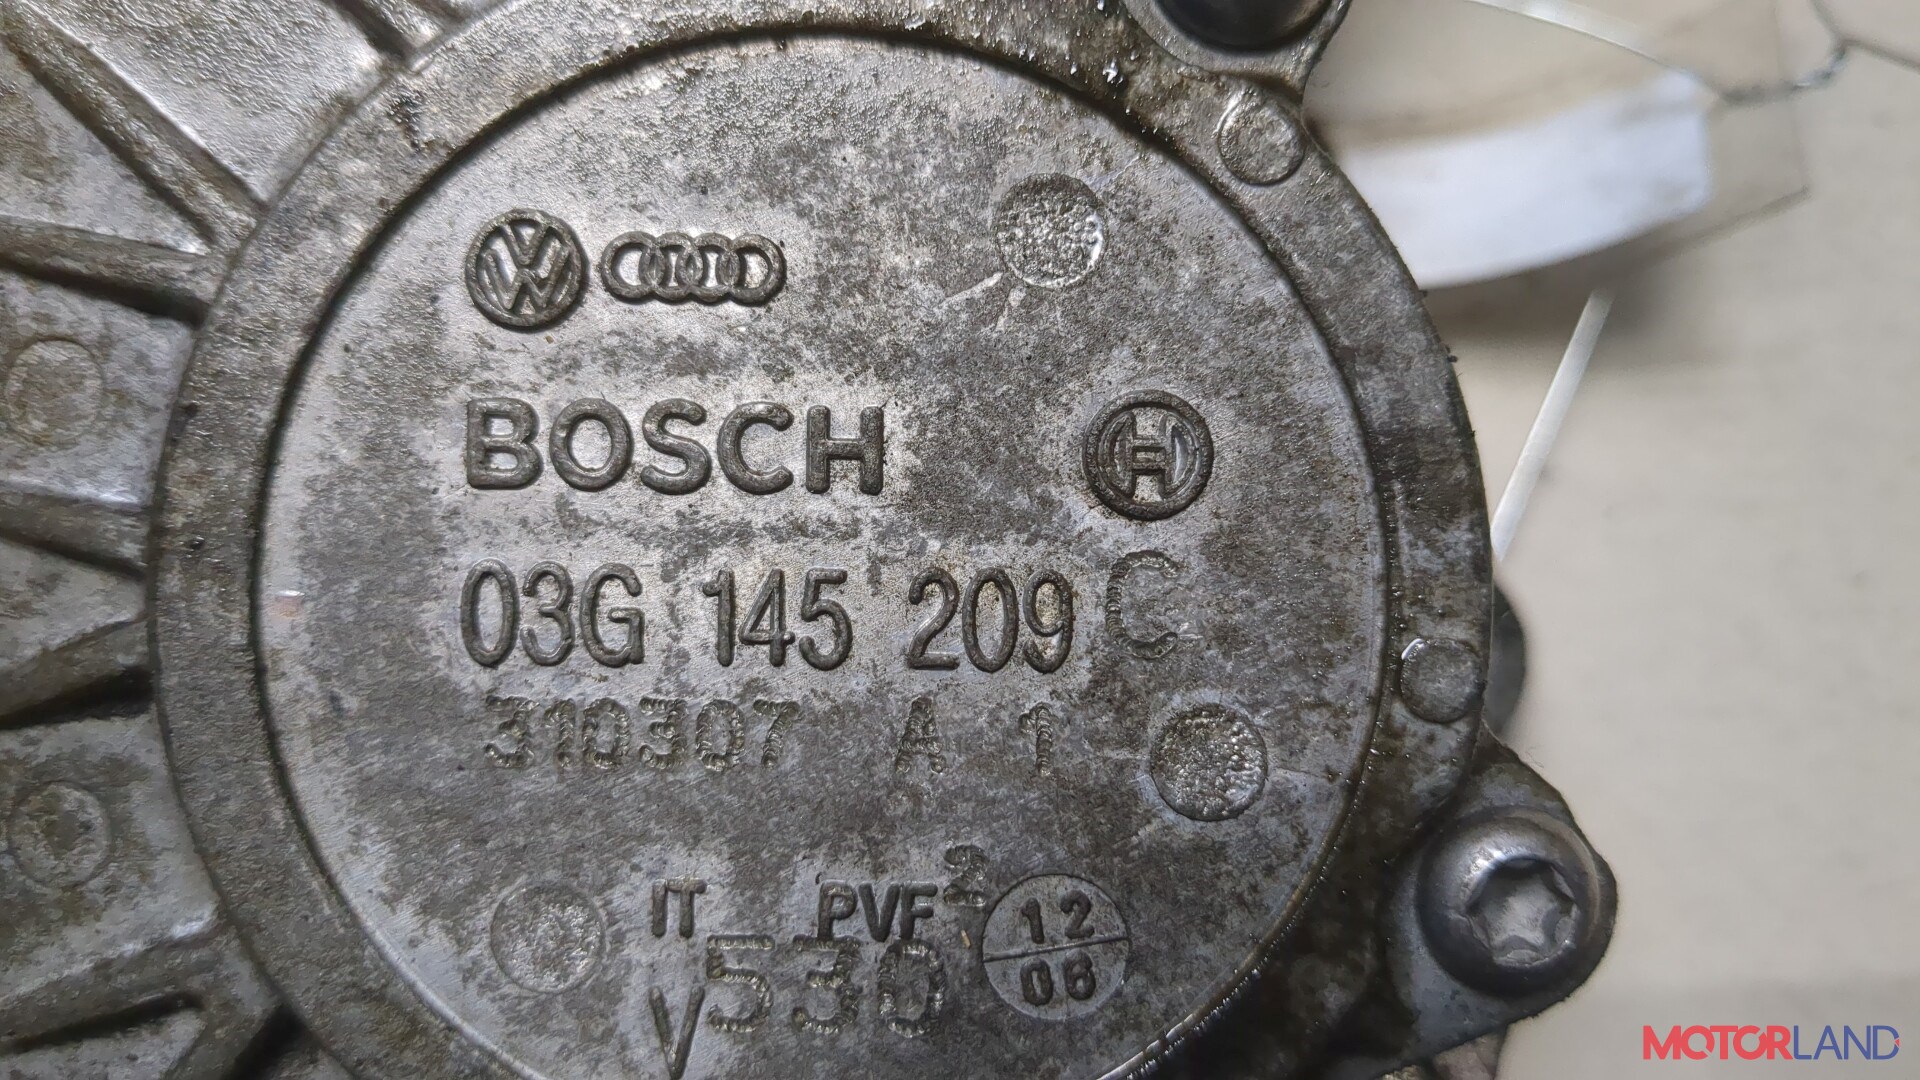 BOSCH
03G 145 209 C
310307 A 1
IT PVF 2
V530
12
06
MOTORLAND